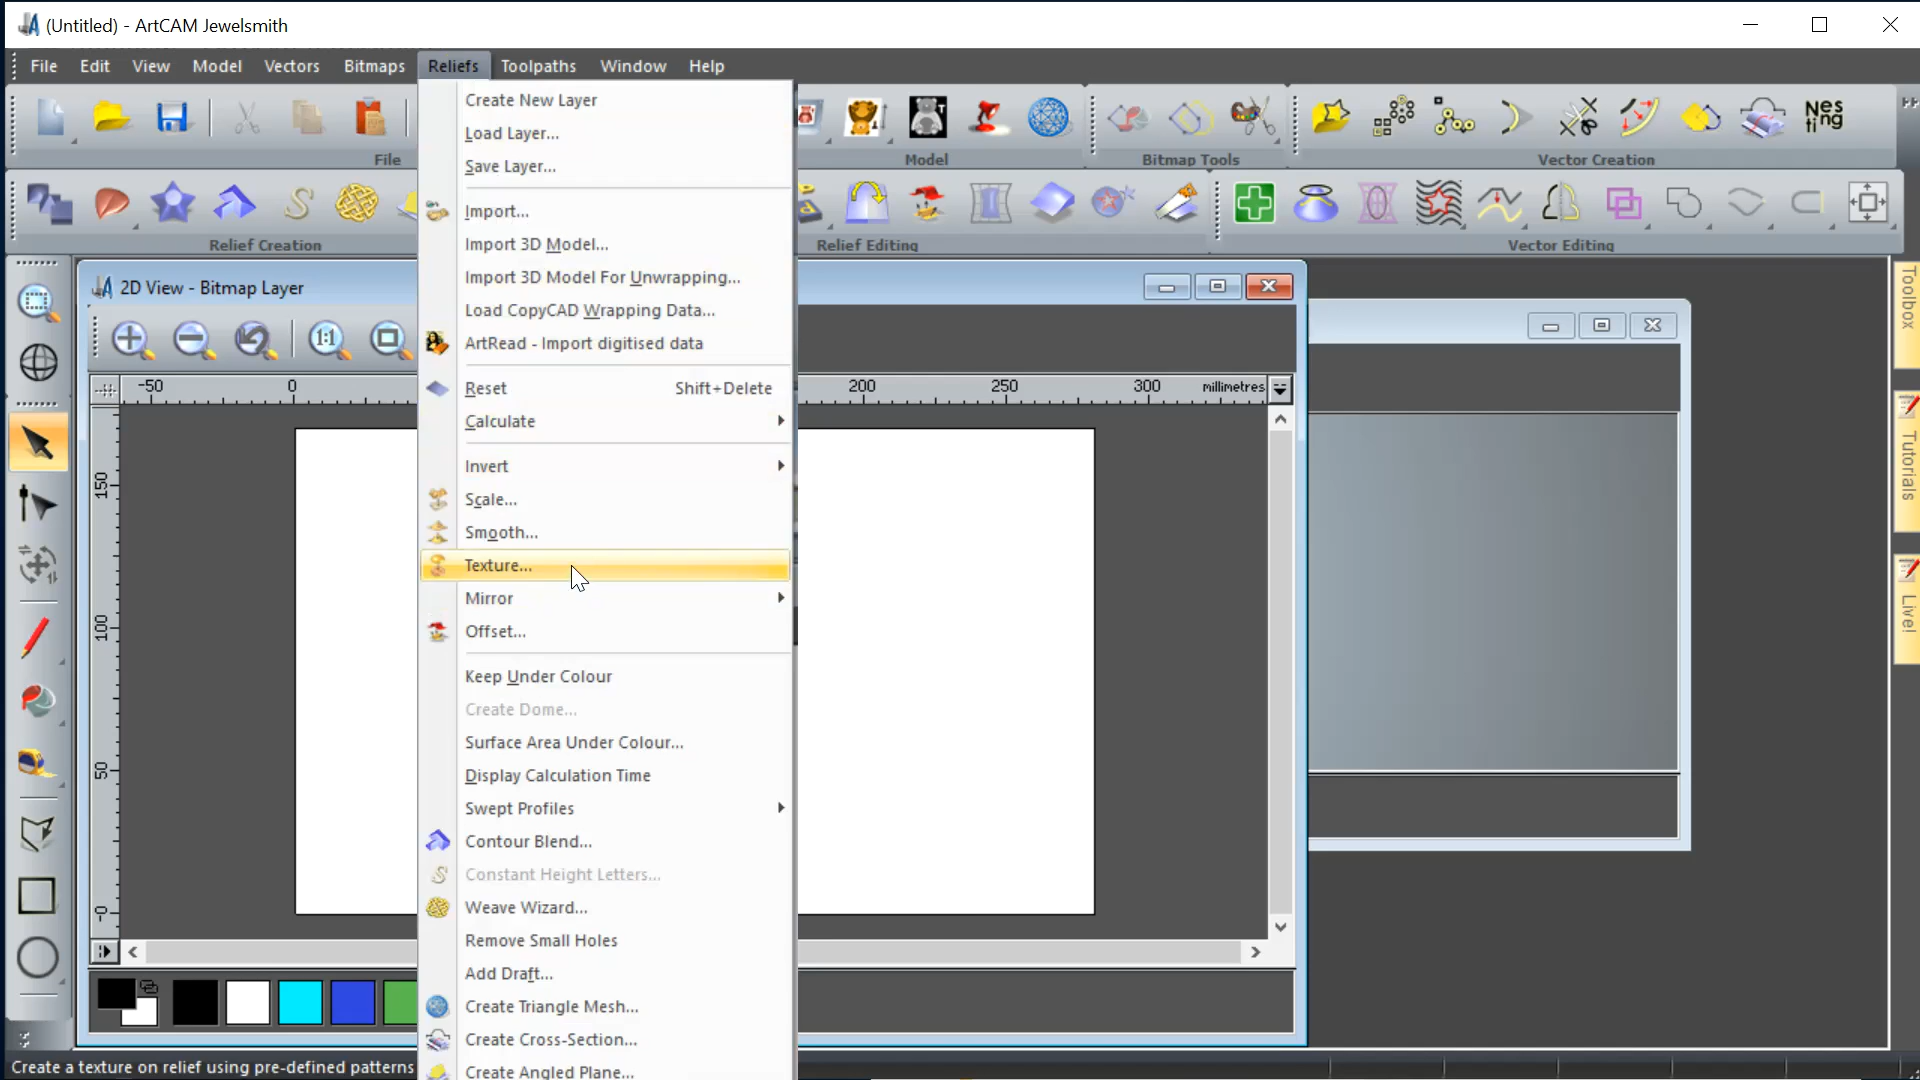 (Untitled) - ArtCAM Jewelsmith
File Edit View Model Vectors Bitmaps Reliefs Toolpaths Window Help
File
Model
Bitmap Tools
Vector Creation
Nes
ting
Relief Creation
Relief Editing
Vector Editing
Create New Layer
Load Layer...
Save Layer...
Import...
Import 3D Model...
Import 3D Model For Unwrapping...
Load CopyCAD Wrapping Data...
ArtRead - Import digitised data
Reset Shift+Delete
Calculate
Invert
Scale...
Smooth...
Texture...
Mirror
Offset...
Keep Under Colour
Create Dome...
Surface Area Under Colour...
Display Calculation Time
Swept Profiles
Contour Blend...
Constant Height Letters...
Weave Wizard...
Remove Small Holes
Add Draft...
Create Triangle Mesh...
Create Cross-Section...
Create Angled Plane...
2D View - Bitmap Layer
1:1
-50 0 200 250 300 millimetres
150
100
50
-0
Toolbox
Tutorials
Live!
Create a texture on relief using pre-defined patterns